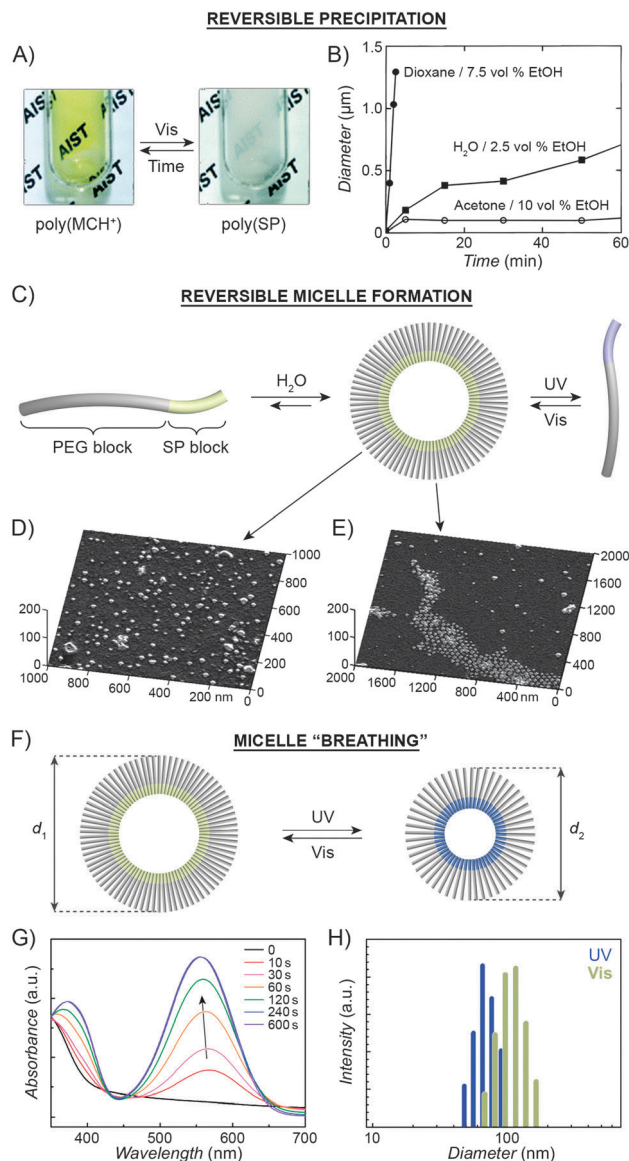 REVERSIBLE PRECIPITATION
A)
AIST
AIST
AIST
AIST
Vis
Time
AIST
AIST
AIST
poly(MCH⁺)
poly(SP)
B)
Diameter (µm)
1.5
1.0
0.5
0
Dioxane / 7.5 vol % EtOH
H₂O / 2.5 vol % EtOH
Acetone / 10 vol % EtOH
0 20 40 60
Time (min)
C)
REVERSIBLE MICELLE FORMATION
H₂O
UV
Vis
PEG block
SP block
D)
1000
800
600
400
200
0
200
100
0
1000
800
600
400
200 nm
0
E)
2000
1600
1200
800
400
0
200
100
0
2000
1600
1200
800
400 nm
0
F)
MICELLE “BREATHING”
d₁
UV
Vis
d₂
G)
Absorbance (a.u.)
0
10 s
30 s
60 s
120 s
240 s
600 s
400 500 600 700
Wavelength (nm)
H)
UV
Vis
Intensity (a.u.)
10 100
Diameter (nm)